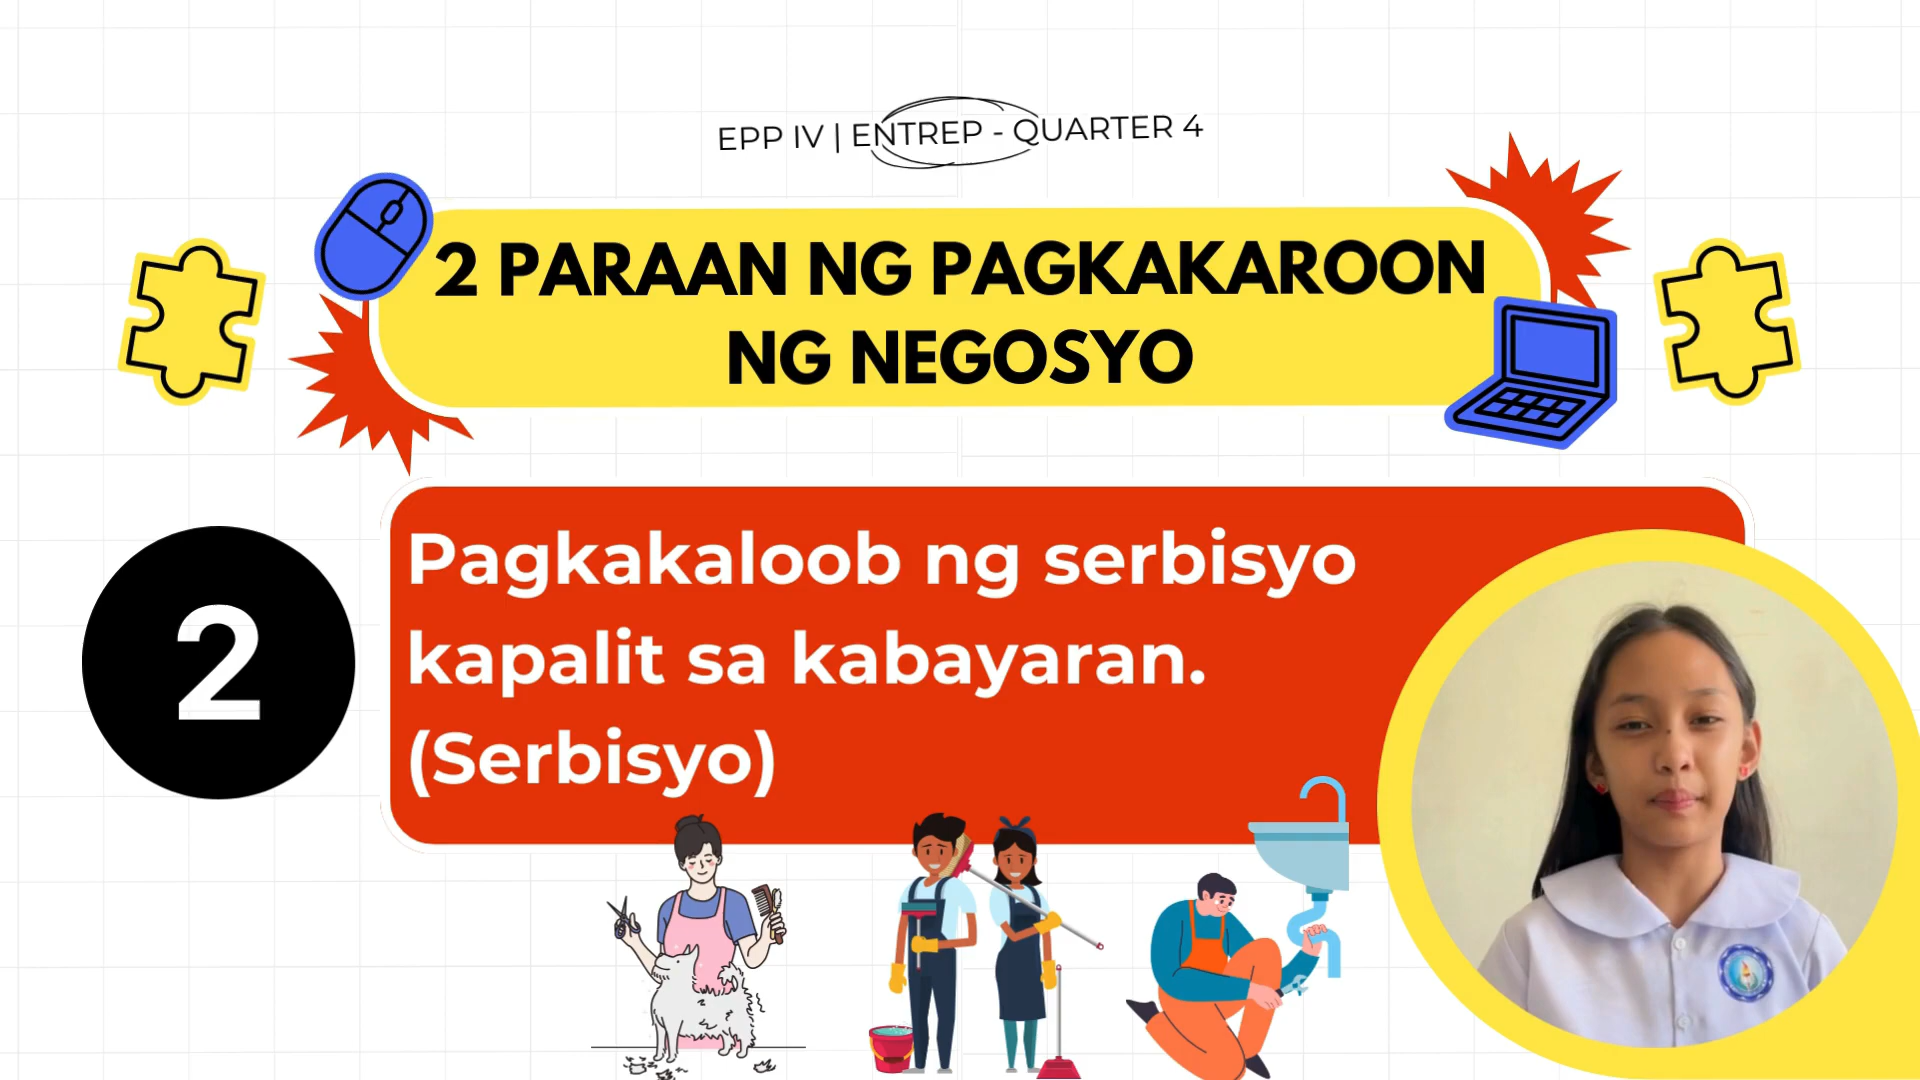 EPP IV | ENTREP - QUARTER 4
2 PARAAN NG PAGKAKAROON
NG NEGOSYO
2
Pagkakaloob ng serbisyo
kapalit sa kabayaran.
(Serbisyo)